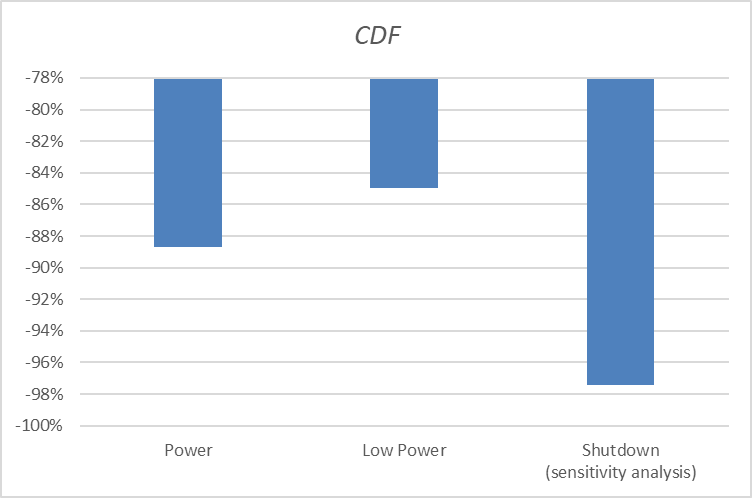 CDF
-78%
-80%
-82%
-84%
-86%
-88%
-90%
-92%
-94%
-96%
-98%
-100%
Power
Low Power
Shutdown
(sensitivity analysis)